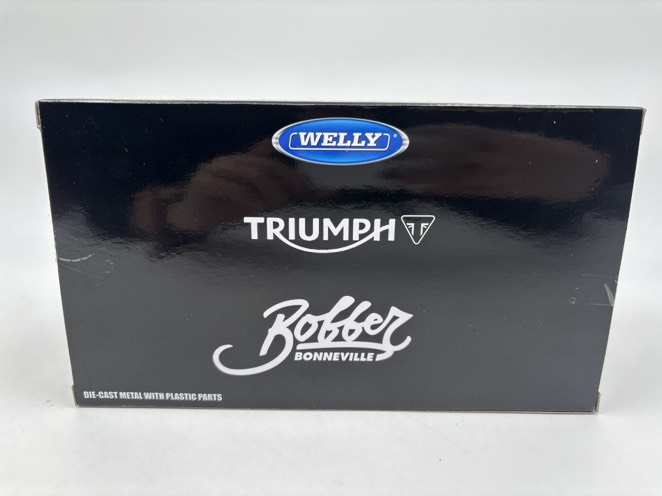 WELLY
TRIUMPH
Bobber
BONNEVILLE
DIE-CAST METAL WITH PLASTIC PARTS